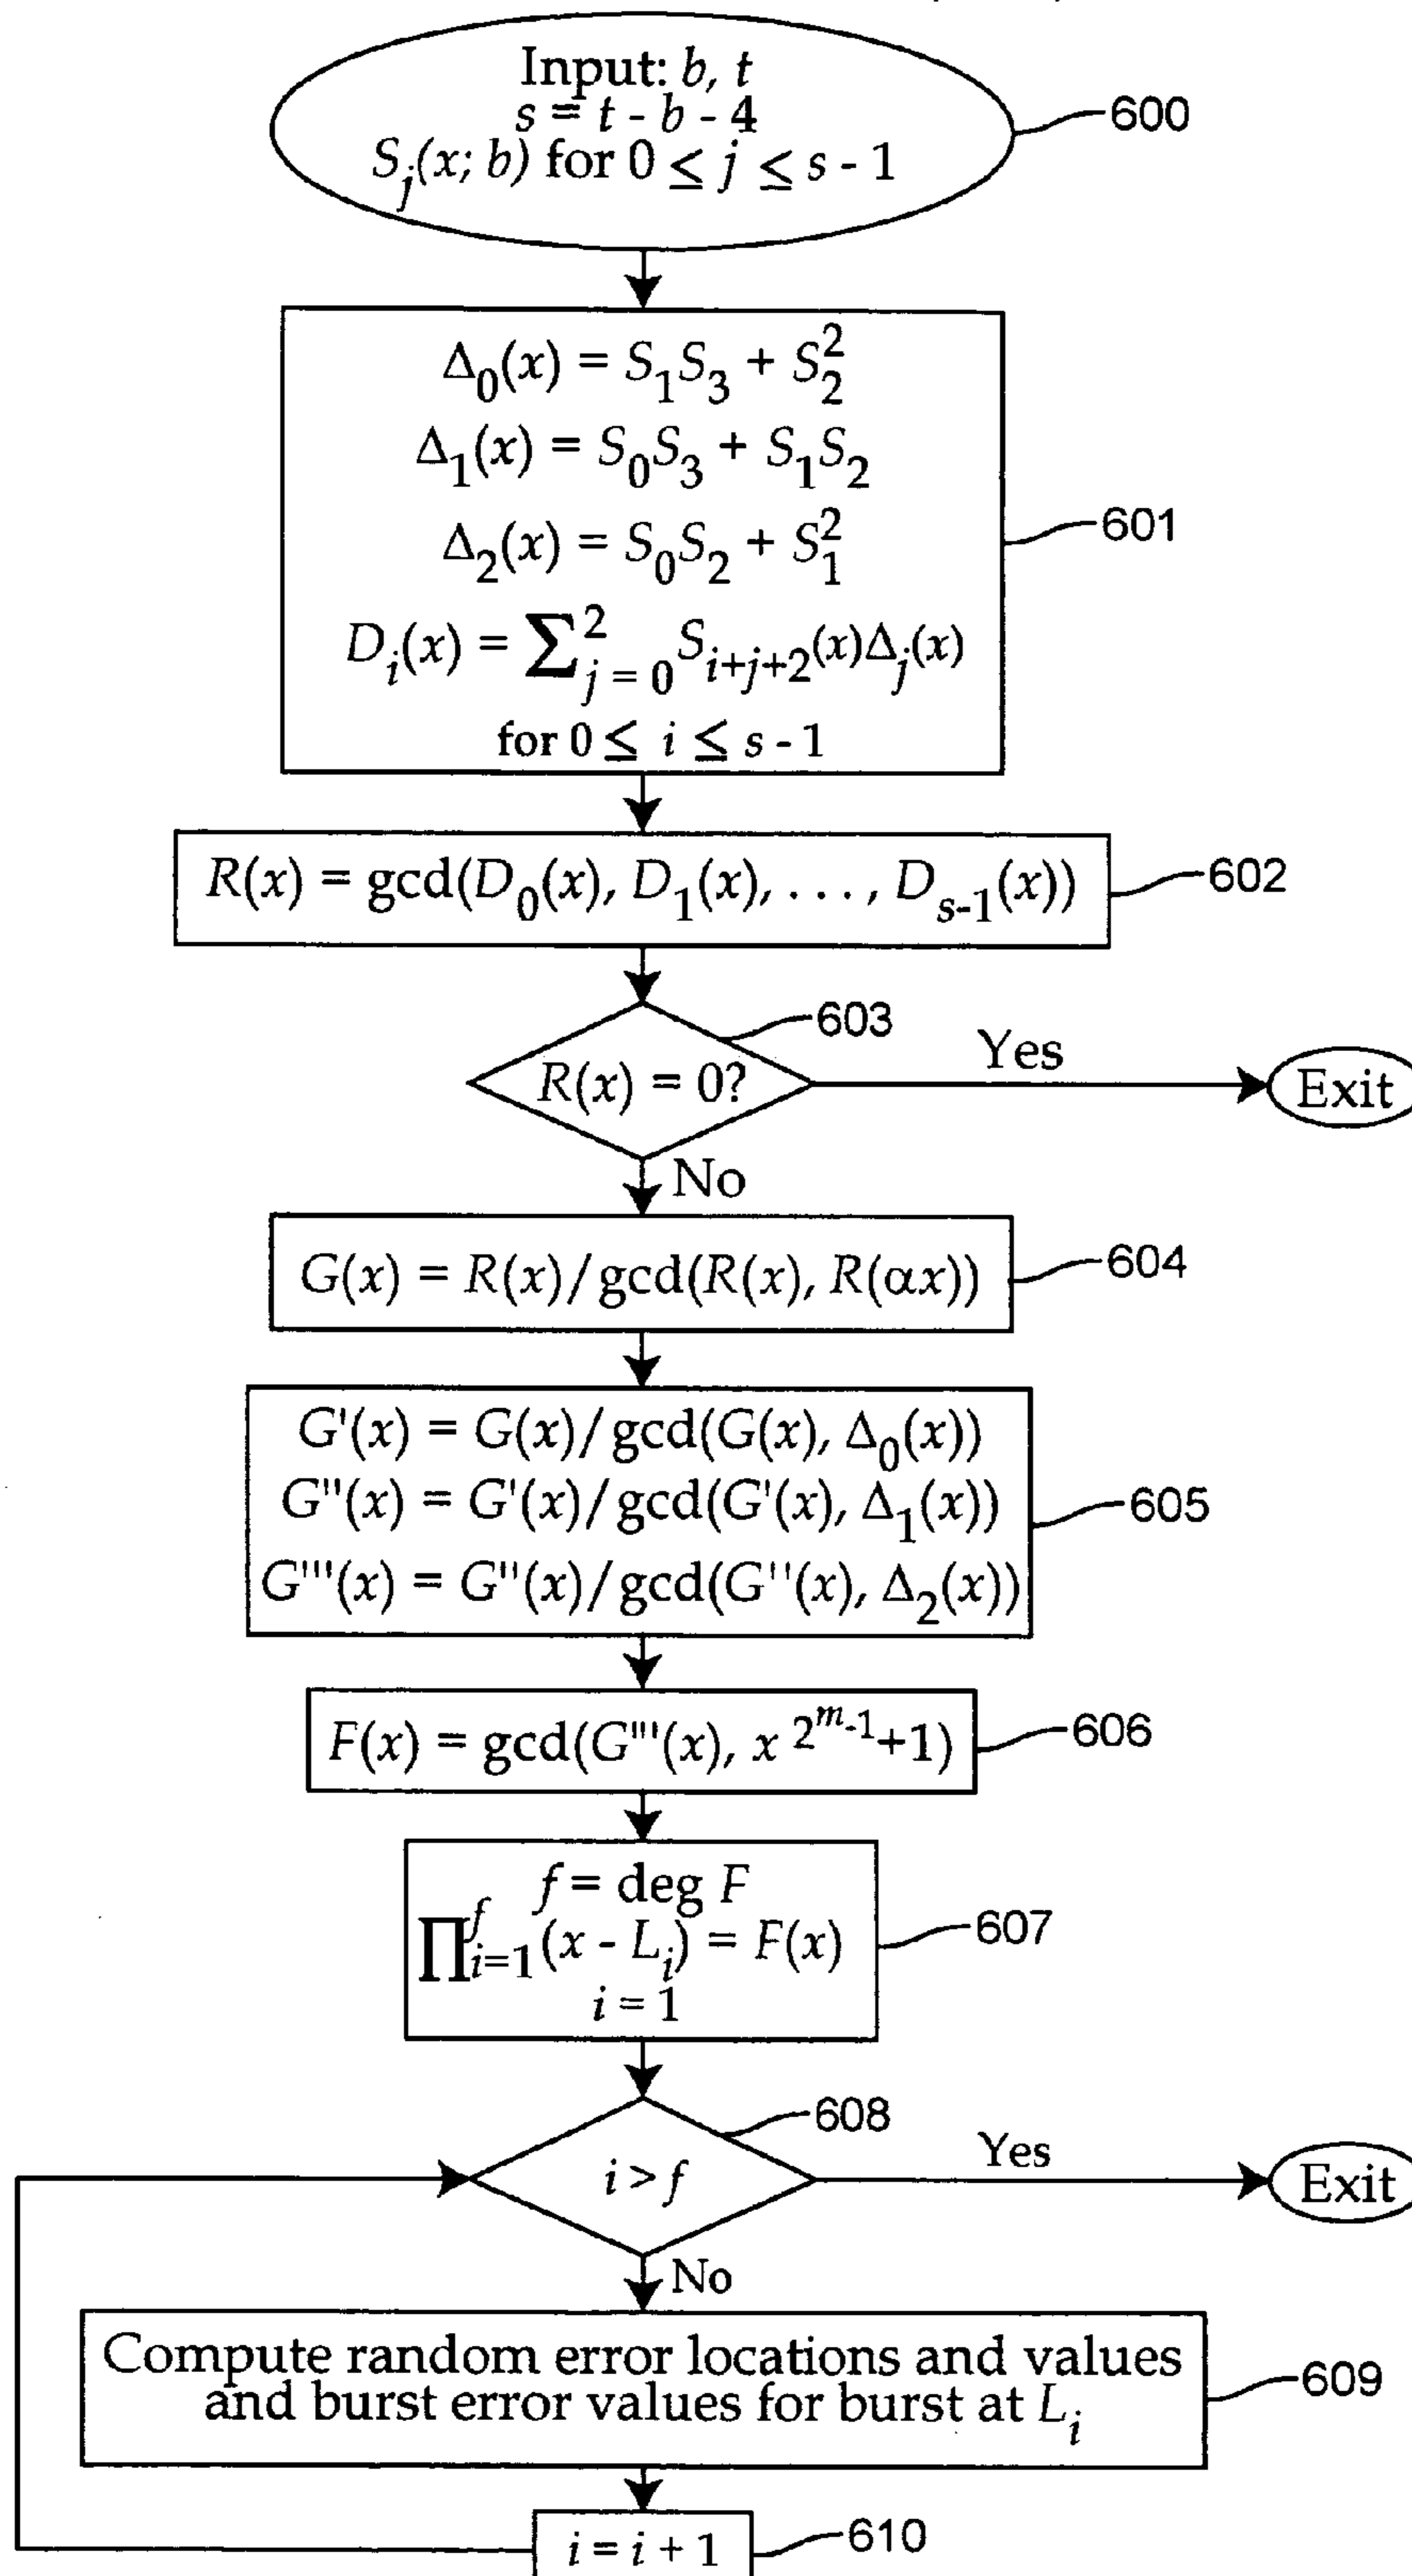 Input: b, t
s = t - b - 4
S_j(x; b) for 0 ≤ j ≤ s - 1
600
Δ_0(x) = S_1S_3 + S_2^2
Δ_1(x) = S_0S_3 + S_1S_2
Δ_2(x) = S_0S_2 + S_1^2
D_i(x) = ∑_{j = 0}^2 S_{i+j+2}(x)Δ_j(x)
for 0 ≤ i ≤ s - 1
601
R(x) = gcd(D_0(x), D_1(x), . . . , D_{s-1}(x))
602
603
R(x) = 0?
Yes
Exit
No
G(x) = R(x)/gcd(R(x), R(αx))
604
G'(x) = G(x)/gcd(G(x), Δ_0(x))
G''(x) = G'(x)/gcd(G'(x), Δ_1(x))
G'''(x) = G''(x)/gcd(G''(x), Δ_2(x))
605
F(x) = gcd(G'''(x), x^{2^m-1}+1)
606
f = deg F
∏_{i=1}^f (x - L_i) = F(x)
i = 1
607
608
i > f
Yes
Exit
No
Compute random error locations and values
and burst error values for burst at L_i
609
i = i + 1
610